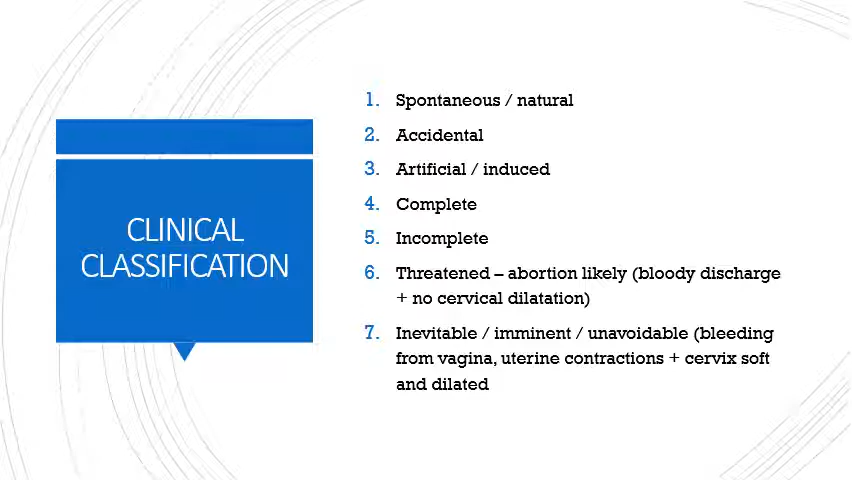 CLINICAL
CLASSIFICATION
1. Spontaneous / natural
2. Accidental
3. Artificial / induced
4. Complete
5. Incomplete
6. Threatened – abortion likely (bloody discharge
+ no cervical dilatation)
7. Inevitable / imminent / unavoidable (bleeding
from vagina, uterine contractions + cervix soft
and dilated